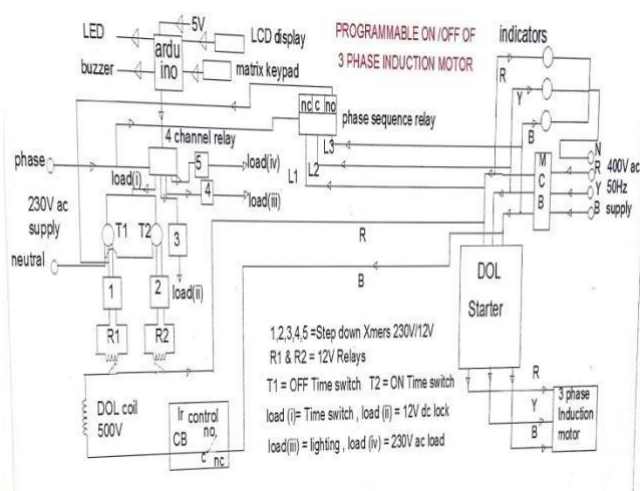 LED
5V
ardu
ino
LCD display
buzzer
matrix keypad
PROGRAMMABLE ON /OFF OF
3 PHASE INDUCTION MOTOR
indicators
R
Y
B
nc c no
phase sequence relay
4 channel relay
L3
L2
L1
phase
load(i)
5
load(iv)
4
load(iii)
230V ac
supply
T1
T2
3
neutral
load(ii)
1
2
R1
R2
N
R
Y
B
400V ac
50Hz
supply
M
C
B
R
B
DOL
Starter
1,2,3,4,5 =Step down Xmers 230V/12V
R1 & R2 = 12V Relays
T1 = OFF Time switch T2 = ON Time switch
load (i)= Time switch , load (ii) = 12V dc lock
load(iii) = lighting , load (iv) = 230V ac load
DOL coil
500V
Ir control
CB
no.
c
nc
R
Y
B
3 phase
Induction
motor